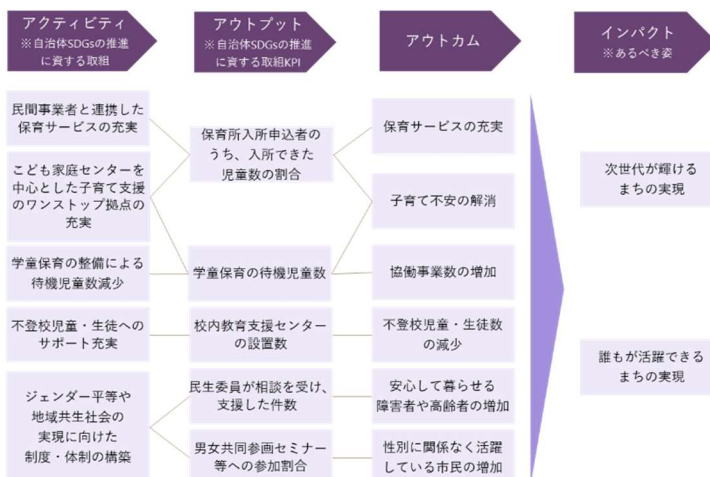 アクティビティ
※自治体SDGsの推進
に資する取組
アウトプット
※自治体SDGsの推進
に資する取組KPI
アウトカム
インパクト
※あるべき姿
民間事業者と連携した
保育サービスの充実
こども家庭センターを
中心とした子育て支援
のワンストップ拠点の
充実
学童保育の整備による
待機児童数減少
不登校児童・生徒への
サポート充実
ジェンダー平等や
地域共生社会の
実現に向けた
制度・体制の構築
保育所入所申込者の
うち、入所できた
児童数の割合
学童保育の待機児童数
校内教育支援センター
の設置数
民生委員が相談を受け、
支援した件数
男女共同参画セミナー
等への参加割合
保育サービスの充実
子育て不安の解消
協働事業数の増加
不登校児童・生徒数
の減少
安心して暮らせる
障害者や高齢者の増加
性別に関係なく活躍
している市民の増加
次世代が輝ける
まちの実現
誰もが活躍できる
まちの実現